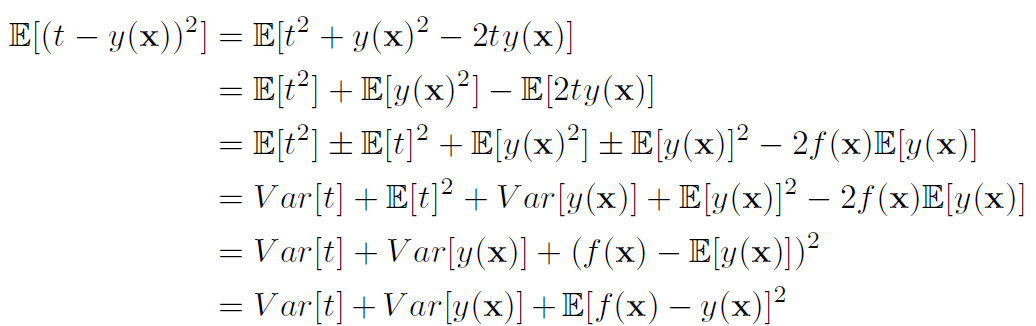 𝔼[(t − y(𝐱))²] = 𝔼[t² + y(𝐱)² − 2ty(𝐱)]
= 𝔼[t²] + 𝔼[y(𝐱)²] − 𝔼[2ty(𝐱)]
= 𝔼[t²] ± 𝔼[t]² + 𝔼[y(𝐱)²] ± 𝔼[y(𝐱)]² − 2f(𝐱)𝔼[y(𝐱)]
= Var[t] + 𝔼[t]² + Var[y(𝐱)] + 𝔼[y(𝐱)]² − 2f(𝐱)𝔼[y(𝐱)]
= Var[t] + Var[y(𝐱)] + (f(𝐱) − 𝔼[y(𝐱)])²
= Var[t] + Var[y(𝐱)] + 𝔼[f(𝐱) − y(𝐱)]²